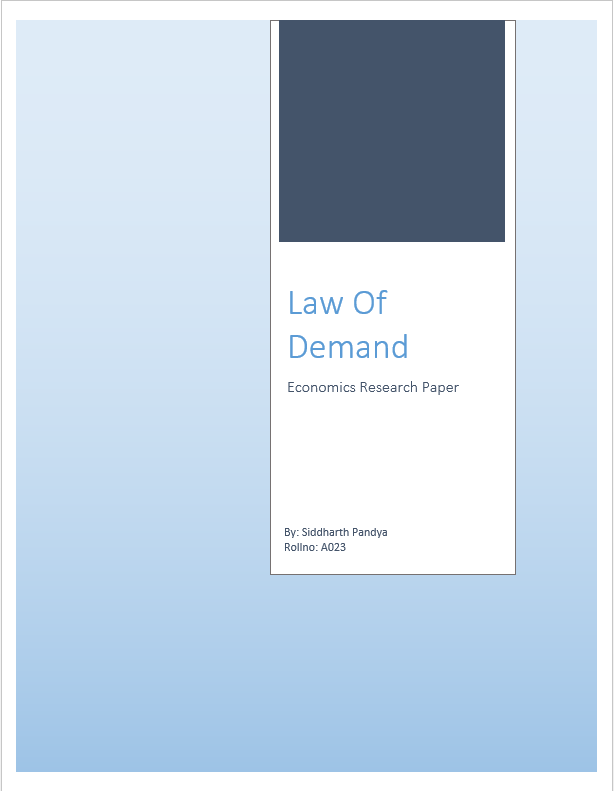 Law Of
Demand
Economics Research Paper
By: Siddharth Pandya
Rollno: A023